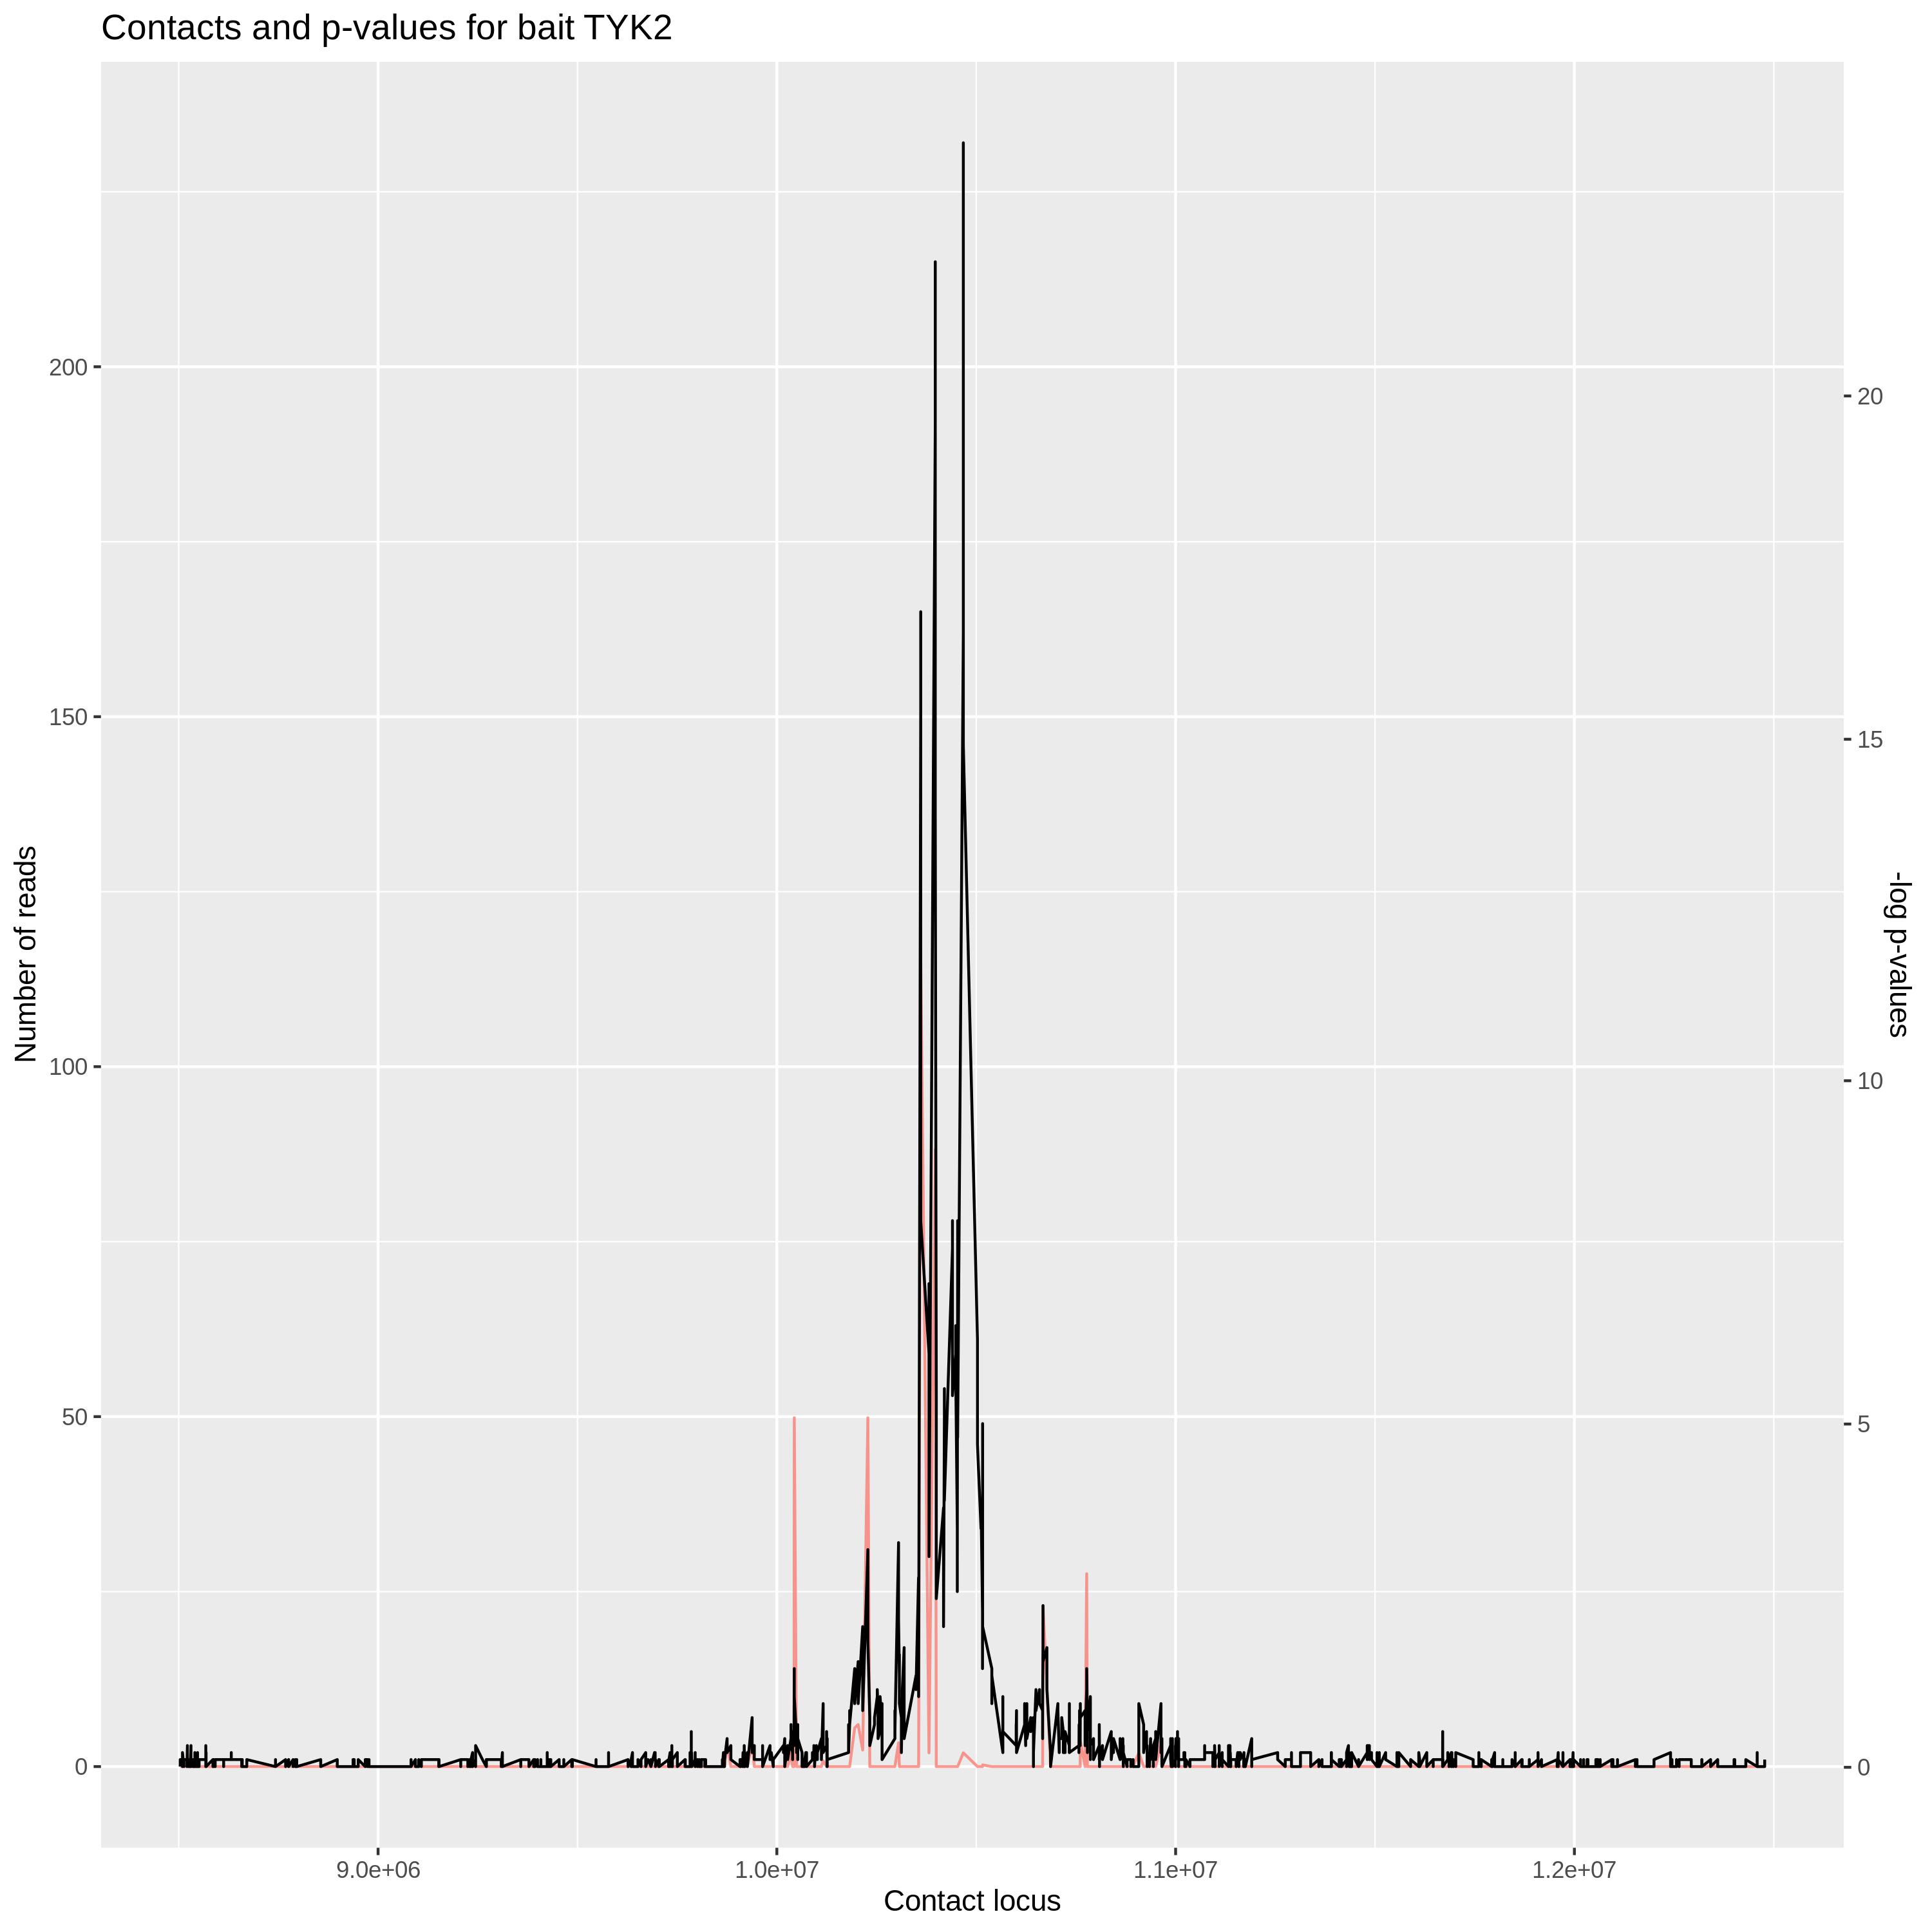 Contacts and p-values for bait TYK2
Number of reads
200
150
100
50
0
20
15
10
5
0
-log p-values
9.0e+06
1.0e+07
1.1e+07
1.2e+07
Contact locus